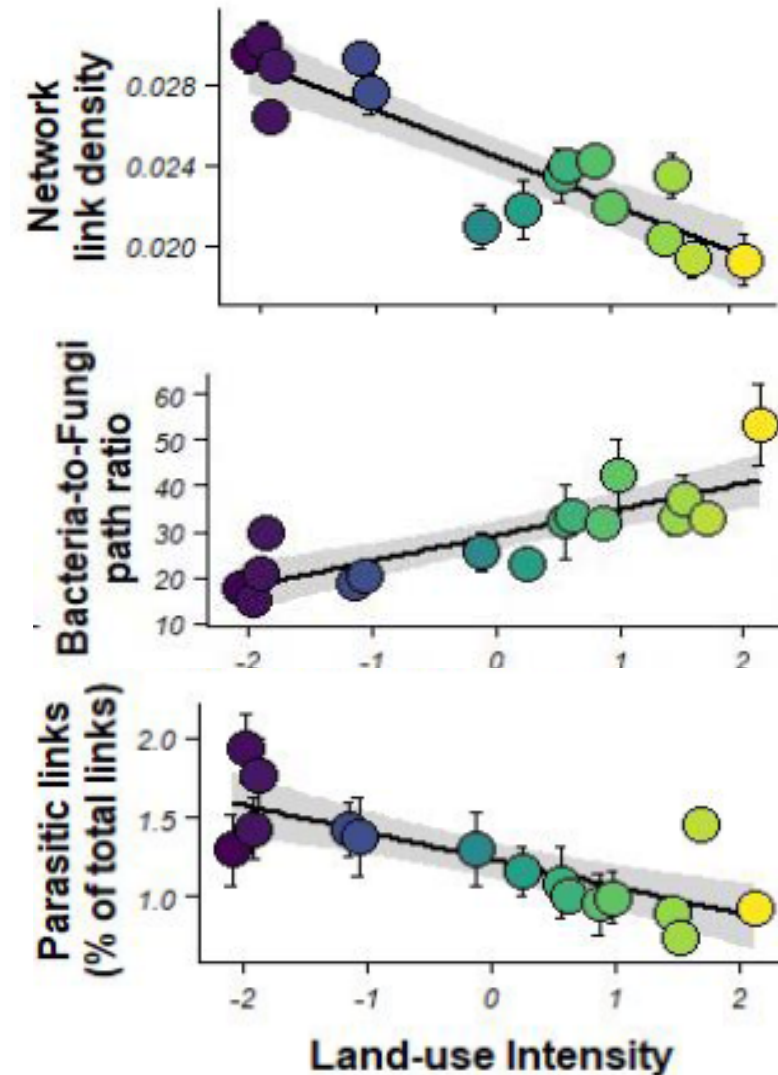 Network
link density
0.028
0.024
0.020
Bacteria-to-Fungi
path ratio
60
50
40
30
20
10
-2 -1 0 1 2
Parasitic links
(% of total links)
2.0
1.5
1.0
-2 -1 0 1 2
Land-use Intensity